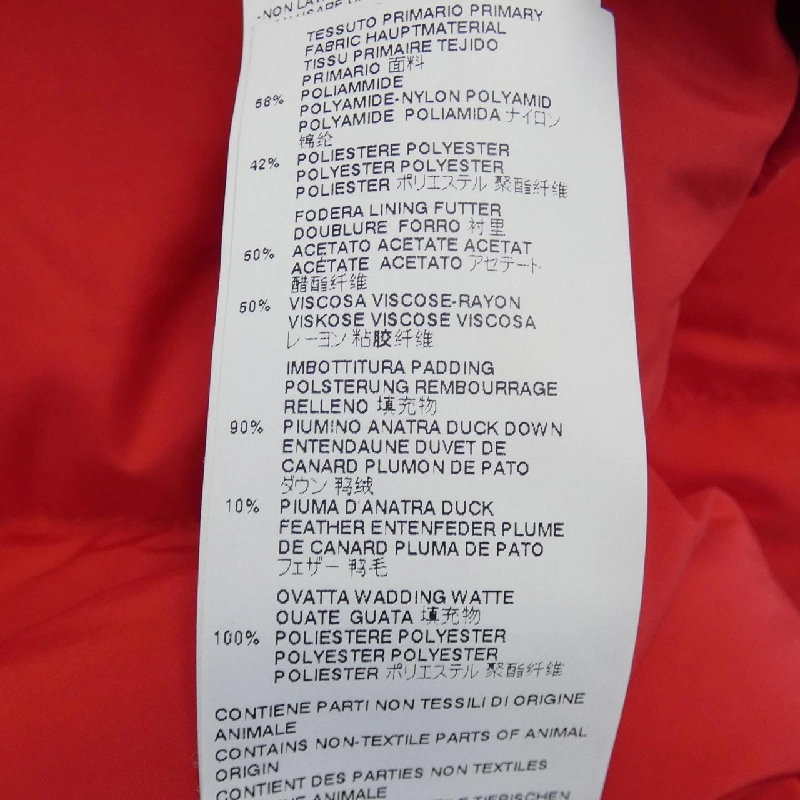 -NON LAV
TESSUTO PRIMARIO PRIMARY
FABRIC HAUPTMATERIAL
TISSU PRIMAIRE TEJIDO
PRIMARIO 面料
POLIAMMIDE
58% POLYAMIDE-NYLON POLYAMID
POLYAMIDE POLIAMIDA ナイロン
锦纶
42% POLIESTERE POLYESTER
POLYESTER POLYESTER
POLIESTER ポリエステル 聚酯纤维
FODERA LINING FUTTER
DOUBLURE FORRO 衬里
50% ACETATO ACETATE ACETAT
ACÉTATE ACETATO アセテート
醋酯纤维
50% VISCOSA VISCOSE-RAYON
VISKOSE VISCOSE VISCOSA
レーヨン 粘胶纤维
IMBOTTITURA PADDING
POLSTERUNG REMBOURRAGE
RELLENO 填充物
90% PIUMINO ANATRA DUCK DOWN
ENTENDAUNE DUVET DE
CANARD PLUMON DE PATO
ダウン 鸭绒
10% PIUMA D'ANATRA DUCK
FEATHER ENTENFEDER PLUME
DE CANARD PLUMA DE PATO
フェザー 鸭毛
OVATTA WADDING WATTE
OUATE GUATA 填充物
100% POLIESTERE POLYESTER
POLYESTER POLYESTER
POLIESTER ポリエステル 聚酯纤维
CONTIENE PARTI NON TESSILI DI ORIGINE
ANIMALE
CONTAINS NON-TEXTILE PARTS OF ANIMAL
ORIGIN
CONTIENT DES PARTIES NON TEXTILES
ANIMALE
TIERISCHEN